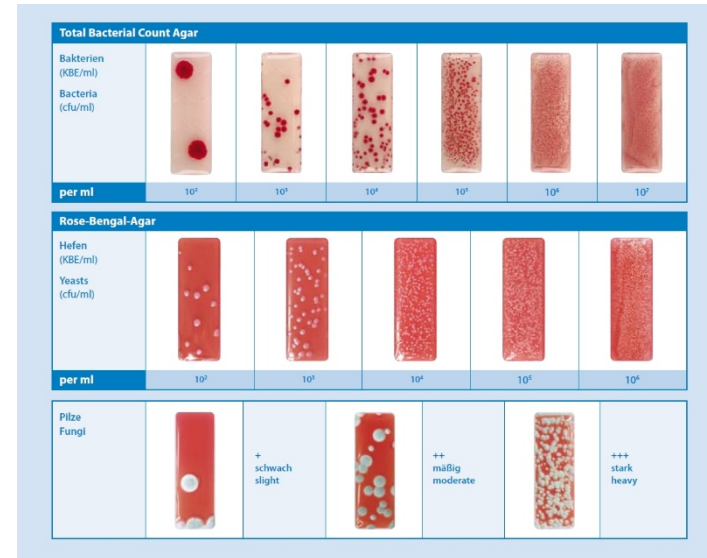 Total Bacterial Count Agar
Bakterien
(KBE/ml)
Bacteria
(cfu/ml)
per ml 10² 10³ 10⁴ 10⁵ 10⁶ 10⁷
Rose-Bengal-Agar
Hefen
(KBE/ml)
Yeasts
(cfu/ml)
per ml 10² 10³ 10⁴ 10⁵ 10⁶
Pilze
Fungi
+
schwach
slight
++
mäßig
moderate
+++
stark
heavy